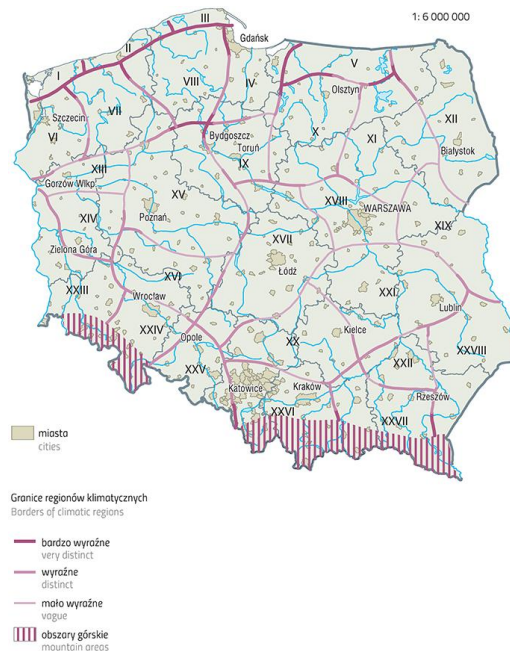 1: 6 000 000
III
Gdańsk
II
I
V
VIII
IV
Olsztyn
VII
Szczecin
X
XII
VI
Bydgoszcz
XI
Toruń
Białystok
IX
XIII
Gorzów Wlkp.
XV
XVIII
WARSZAWA
XIV
Poznań
XIX
Zielona Góra
XVII
Łódź
XVI
XXIII
Wrocław
XXI
Lublin
XXIV
Opole
Kielce
XX
XXVIII
XXII
XXV
Katowice
Kraków
Rzeszów
XXVI
XXVII
miasta
cities
Granice regionów klimatycznych
Borders of climatic regions
bardzo wyraźne
very distinct
wyraźne
distinct
mało wyraźne
vague
obszary górskie
mountain areas